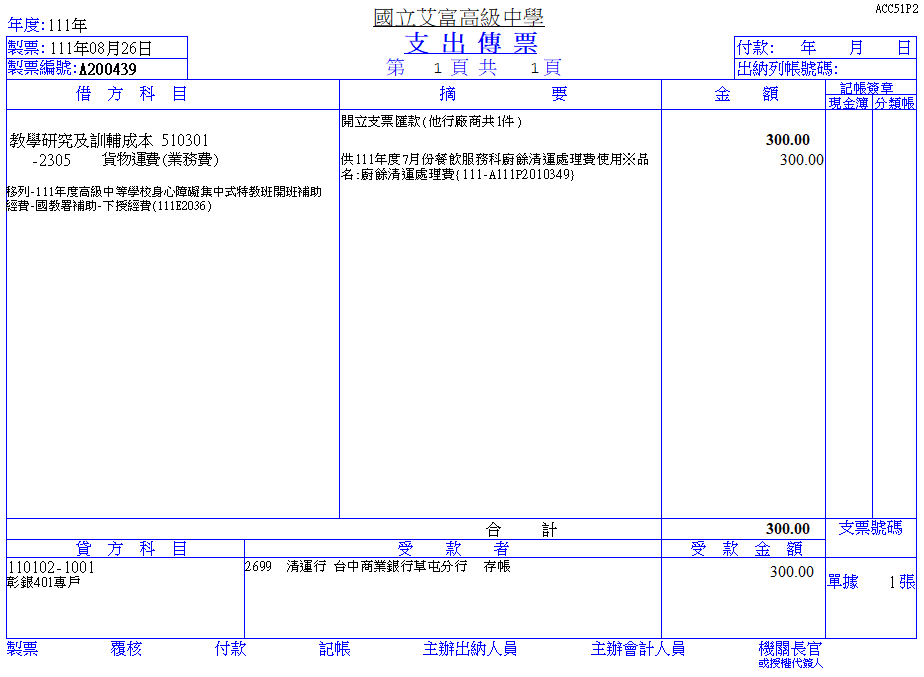 ACC51P2
國立艾富高級中學
年度:111年
支 出 傳 票
製票: 111年08月26日
付款: 年 月 日
製票編號:A200439
第 1 頁 共 1 頁
出納列帳號碼:
借 方 科 目 摘 要 金 額 記帳簽章
現金簿 分類帳
開立支票匯款(他行廠商共1件)
教學研究及訓輔成本 510301 300.00
-2305 貨物運費(業務費) 供111年度7月份餐飲服務科廚餘清運處理費使用※品 300.00
名:廚餘清運處理費{111-A111P2010349}
移列-111年度高級中等學校身心障礙集中式特教班開班補助
經費-國教署補助-下授經費(111E2036)
合 計 300.00 支票號碼
貸 方 科 目 受 款 者 受 款 金 額
110102-1001 2699 清運行 台中商業銀行草屯分行 存帳 300.00
彰銀401專戶
單據 1 張
製票 覆核 付款 記帳 主辦出納人員 主辦會計人員 機關長官
或授權代簽人